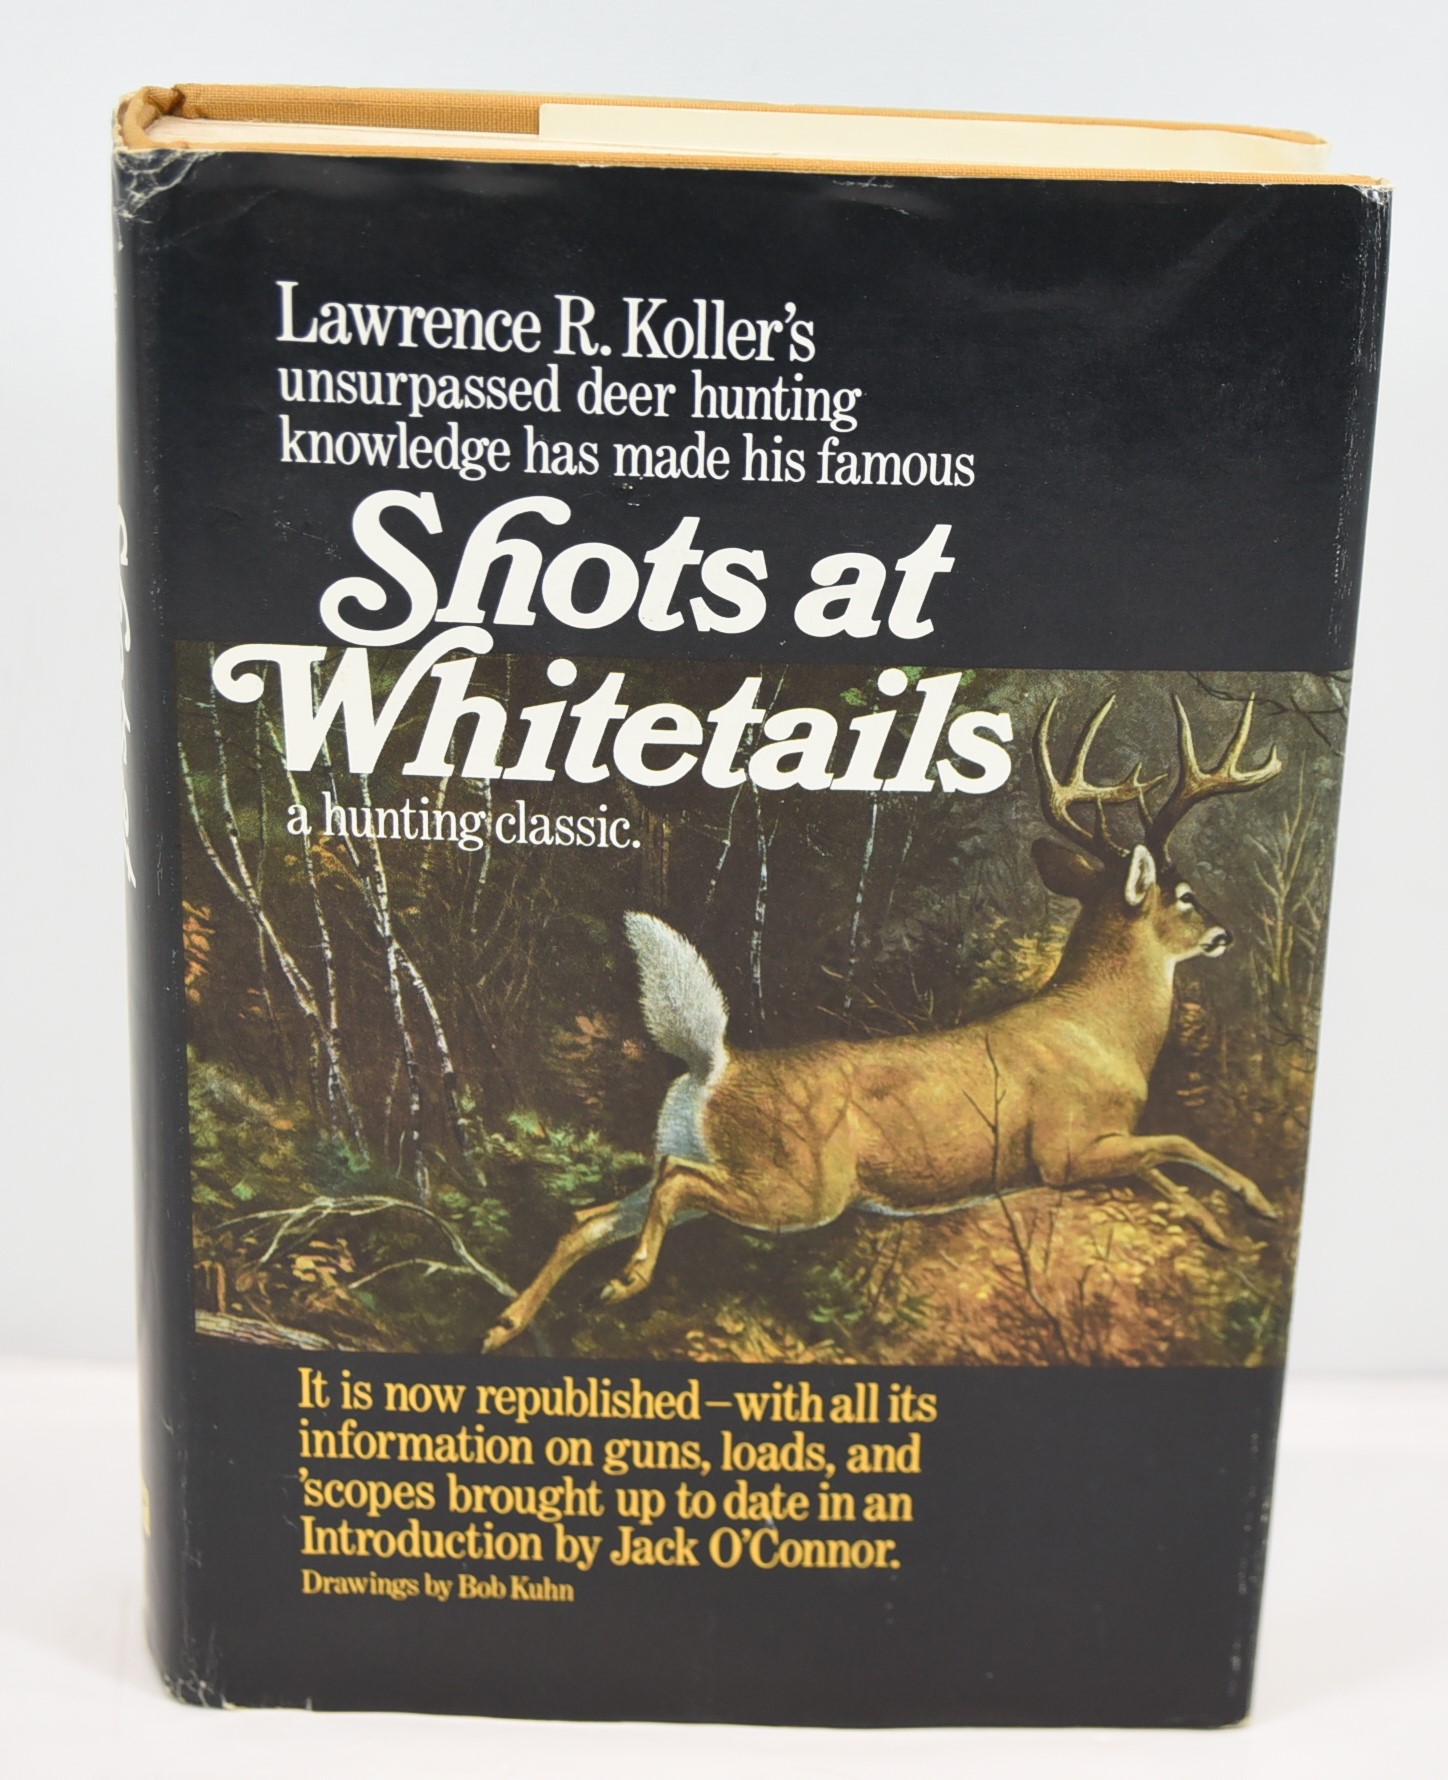 Lawrence R. Koller's
unsurpassed deer hunting
knowledge has made his famous
Shots at
Whitetails
a hunting classic.
It is now republished–with all its
information on guns, loads, and
'scopes brought up to date in an
Introduction by Jack O'Connor.
Drawings by Bob Kuhn